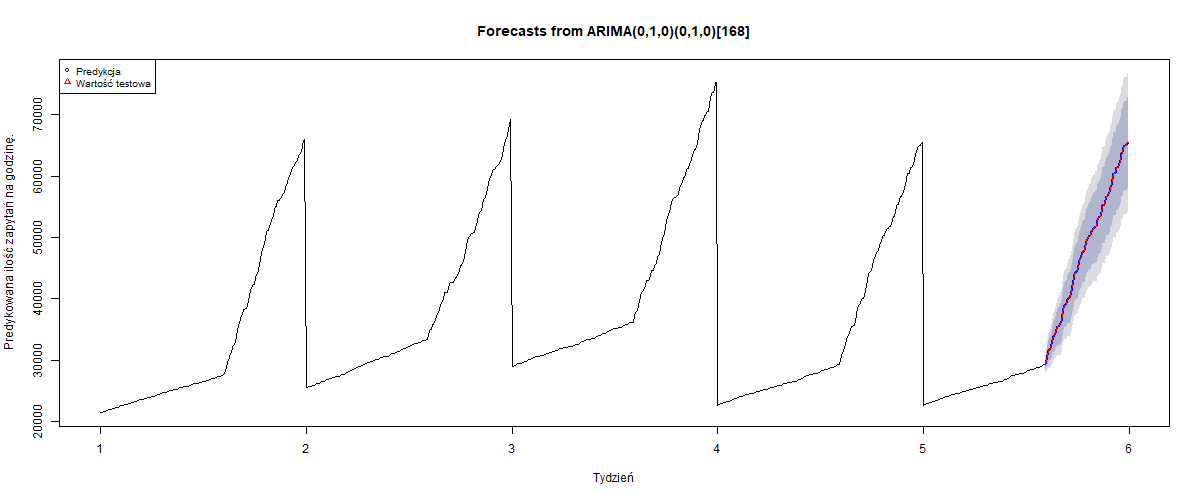 Forecasts from ARIMA(0,1,0)(0,1,0)[168]
Predykcja
Wartość testowa
Predykowana ilość zapytań na godzinę.
70000
60000
50000
40000
30000
20000
1 2 3 4 5 6
Tydzień